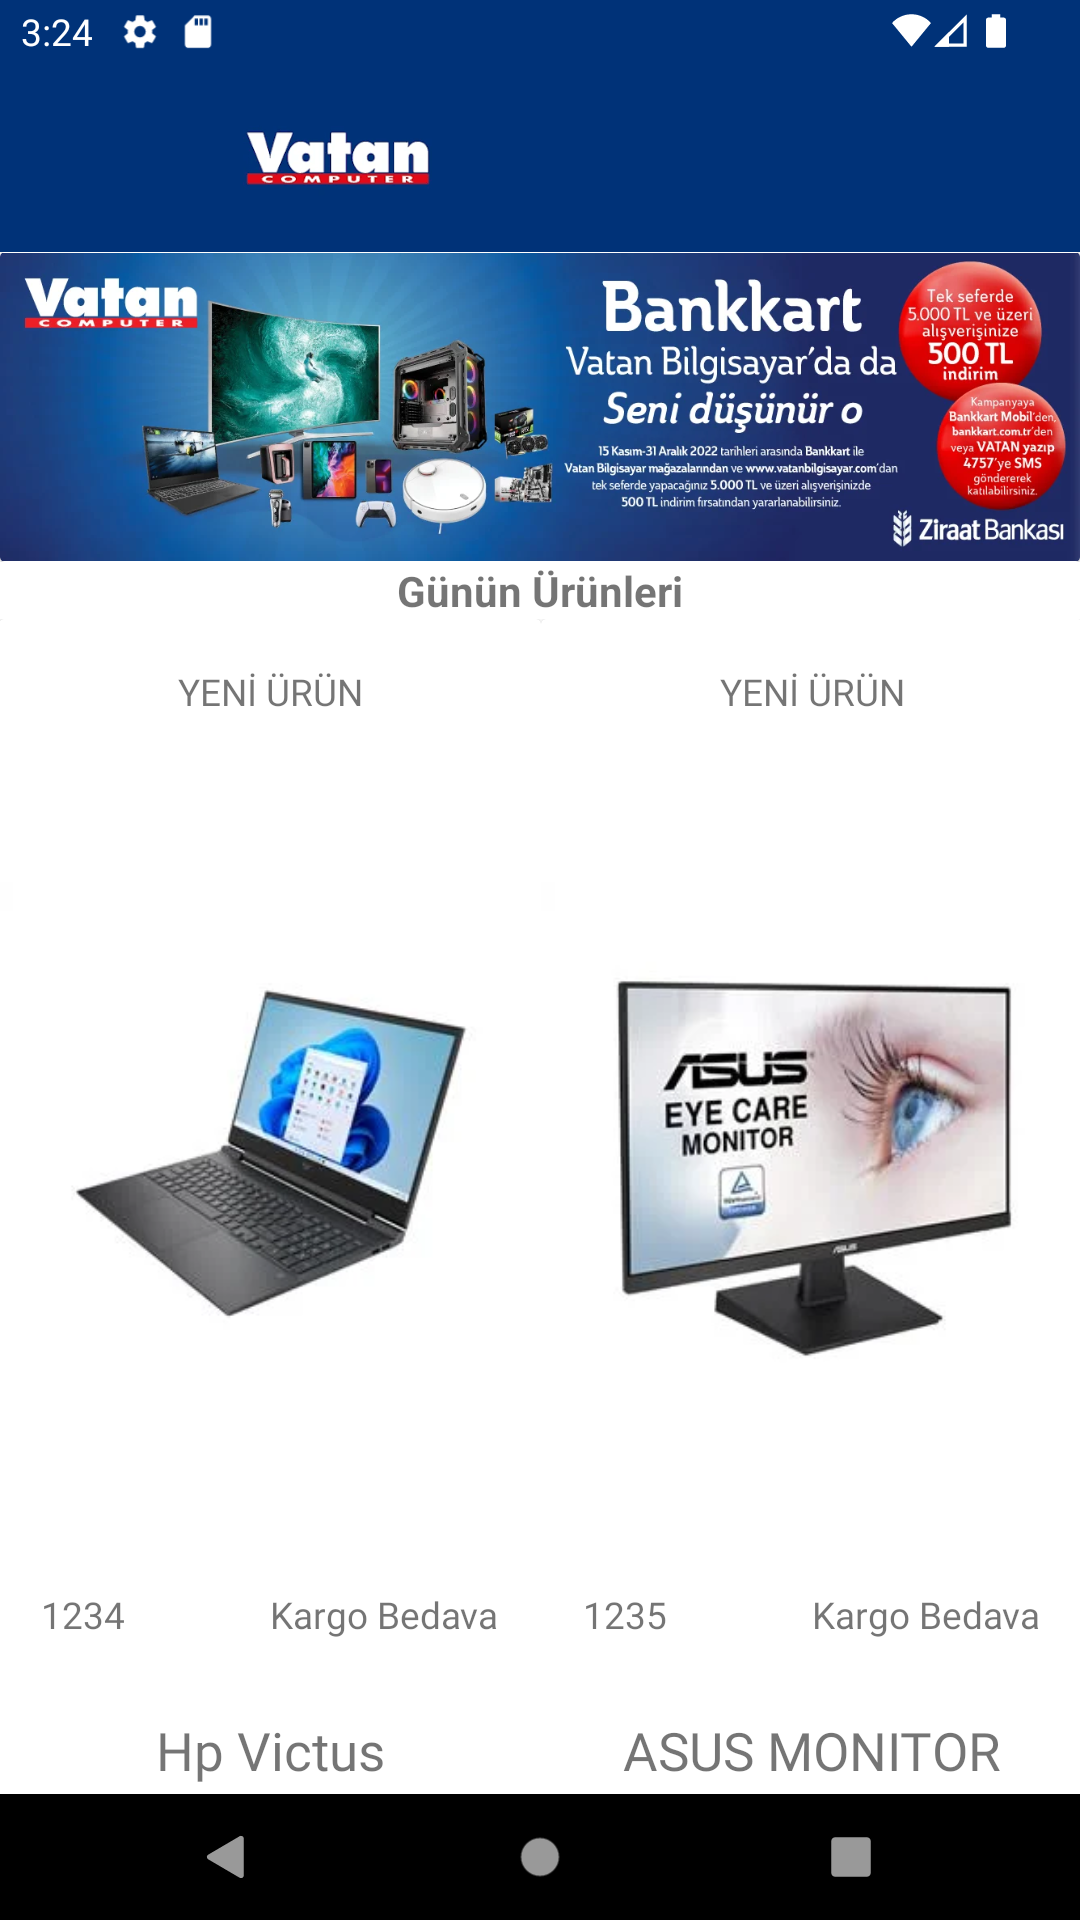 3:24
Vatan
COMPUTER
Vatan
COMPUTER
Bankkart
Vatan Bilgisayar'da da
Seni düşünür o
15 Kasım-31 Aralık 2022 tarihleri arasında Bankkart ile
Vatan Bilgisayar mağazalarından ve www.vatanbilgisayar.com'dan
tek seferde yapacağınız 5.000 TL ve üzeri alışverişinizde
500 TL indirim fırsatından yararlanabilirsiniz.
Tek seferde
5.000 TL ve üzeri
alışverişinize
500 TL
indirim
Kampanyaya
Bankkart Mobil'den,
bankkart.com.tr'den
veya VATAN yazıp
4757'ye SMS
göndererek
katılabilirsiniz.
Ziraat Bankası
Günün Ürünleri
YENİ ÜRÜN
YENİ ÜRÜN
ASUS
EYE CARE
MONITOR
ASUS
1234
Kargo Bedava
1235
Kargo Bedava
Hp Victus
ASUS MONITOR